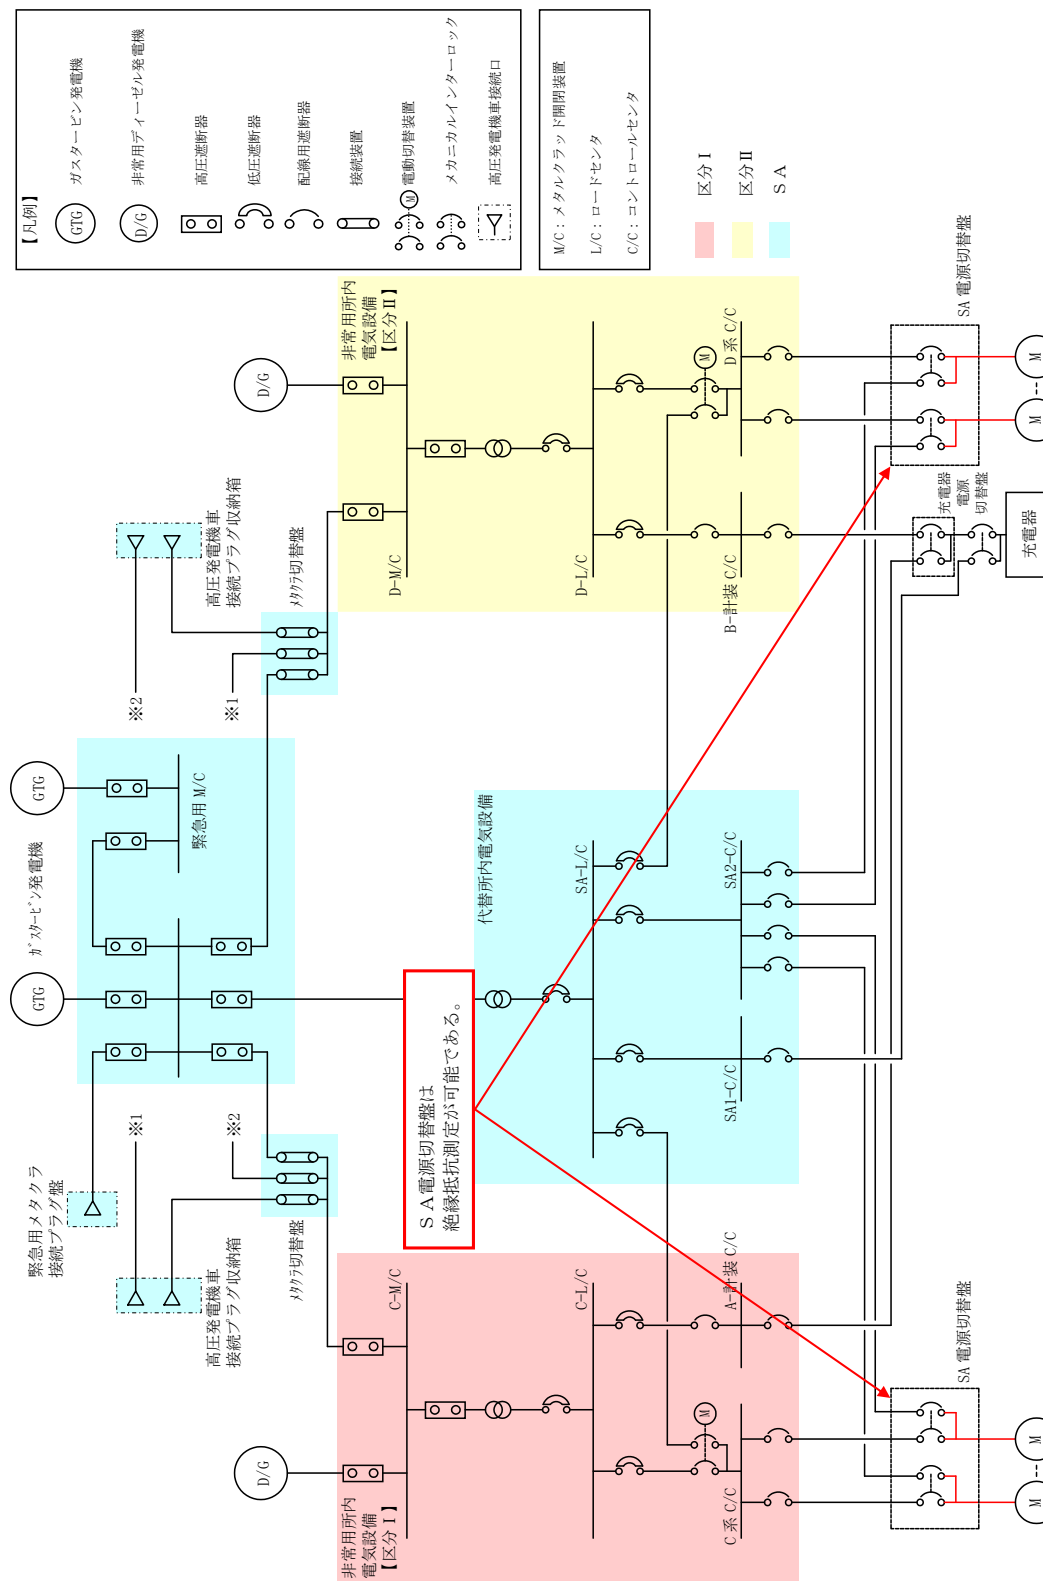 【凡例】
GTG
ガスタービン発電機
D/G
非常用ディーゼル発電機
高圧遮断器
低圧遮断器
配線用遮断器
接続装置
M
電動切替装置
メカニカルインターロック
高圧発電機車接続口
M/C：メタルクラッド開閉装置
L/C：ロードセンタ
C/C：コントロールセンタ
区分Ⅰ
区分Ⅱ
ＳＡ
緊急用メタクラ
接続プラグ盤
GTG
ｶﾞｽﾀｰﾋﾞﾝ発電機
GTG
緊急用 M/C
※1
※2
高圧発電機車
接続プラグ収納箱
ﾒﾀｸﾗ切替盤
※2
※1
高圧発電機車
接続プラグ収納箱
ﾒﾀｸﾗ切替盤
D/G
非常用所内
電気設備
【区分Ⅰ】
C-M/C
C-L/C
M
C系 C/C
A-計装 C/C
ＳＡ電源切替盤は
絶縁抵抗測定が可能である。
代替所内電気設備
SA-L/C
SA1-C/C
SA2-C/C
D/G
非常用所内
電気設備
【区分Ⅱ】
D-M/C
D-L/C
B-計装 C/C
M
D系 C/C
SA 電源切替盤
M
M
充電器
電源
切替盤
充電器
SA 電源切替盤
M
M